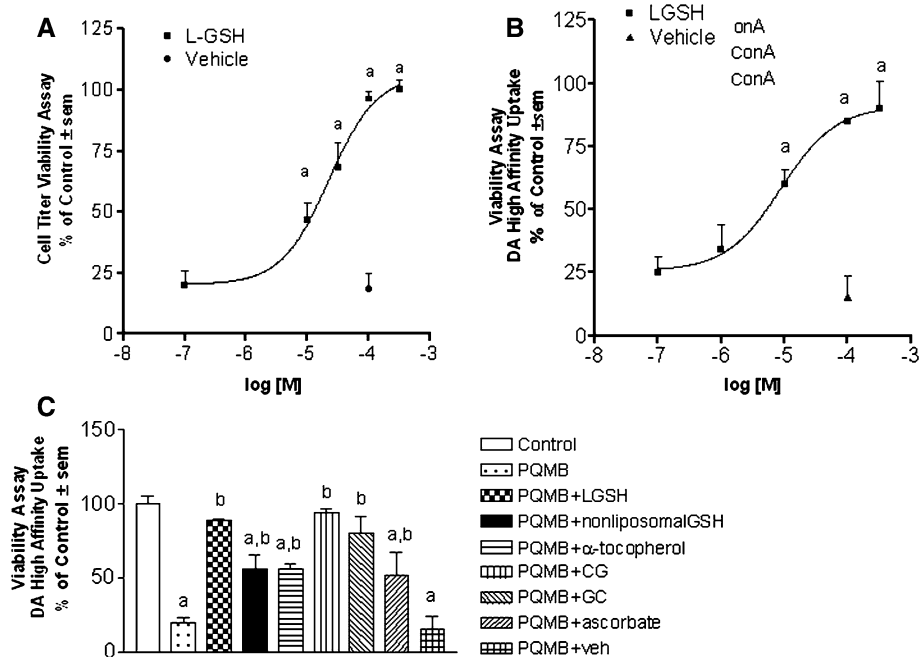 A
L-GSH
Vehicle
Cell Titer Viability Assay
% of Control ± sem
125
100
75
50
25
0
a
a
a
a
-8
-7
-6
-5
-4
-3
log [M]
B
LGSH
Vehicle
onA
ConA
ConA
Viability Assay
DA High Affinity Uptake
% of Control ±sem
125
100
75
50
25
0
a
a
a
-8
-7
-6
-5
-4
-3
log [M]
C
Viability Assay
DA High Affinity Uptake
% of Control ± sem
150
100
50
0
a
b
a,b
a,b
b
b
a,b
a
Control
PQMB
PQMB+LGSH
PQMB+nonliposomalGSH
PQMB+α-tocopherol
PQMB+CG
PQMB+GC
PQMB+ascorbate
PQMB+veh